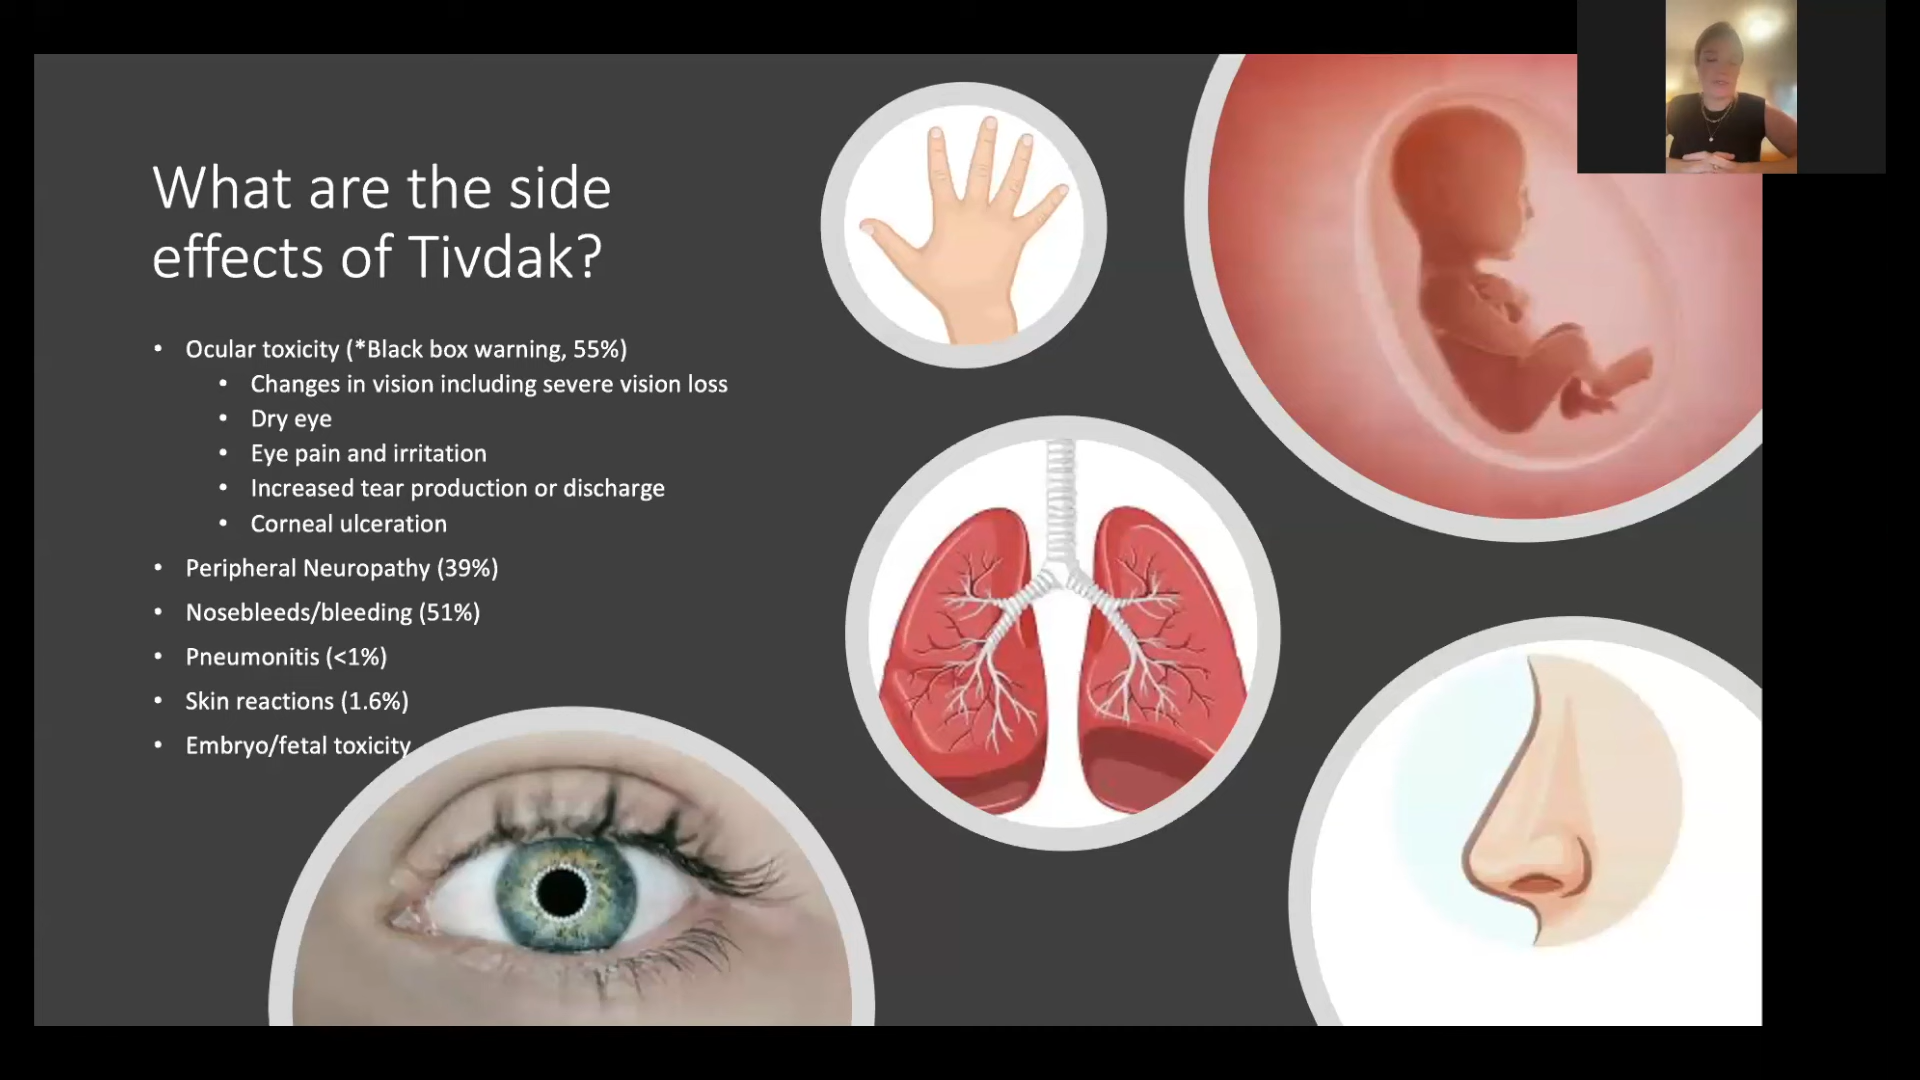 What are the side
effects of Tivdak?
• Ocular toxicity (*Black box warning, 55%)
• Changes in vision including severe vision loss
• Dry eye
• Eye pain and irritation
• Increased tear production or discharge
• Corneal ulceration
• Peripheral Neuropathy (39%)
• Nosebleeds/bleeding (51%)
• Pneumonitis (<1%)
• Skin reactions (1.6%)
• Embryo/fetal toxicity